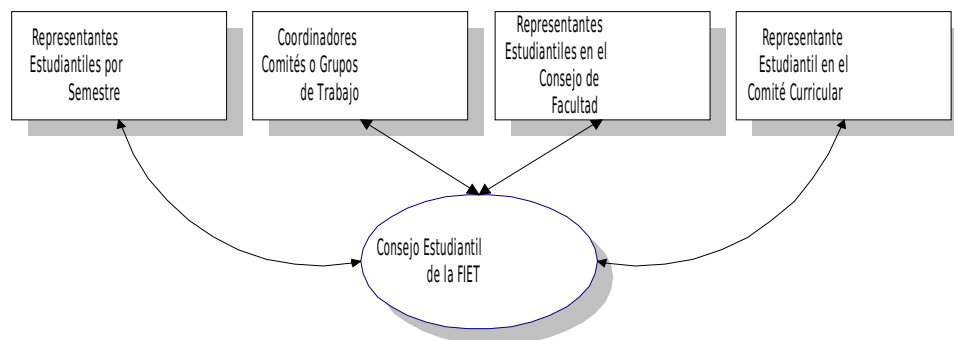 Representantes
Estudiantiles por
Semestre
Coordinadores
Comités o Grupos
de Trabajo
Representantes
Estudiantiles en el
Consejo de
Facultad
Representante
Estudiantil en el
Comité Curricular
Consejo Estudiantil
de la FIET